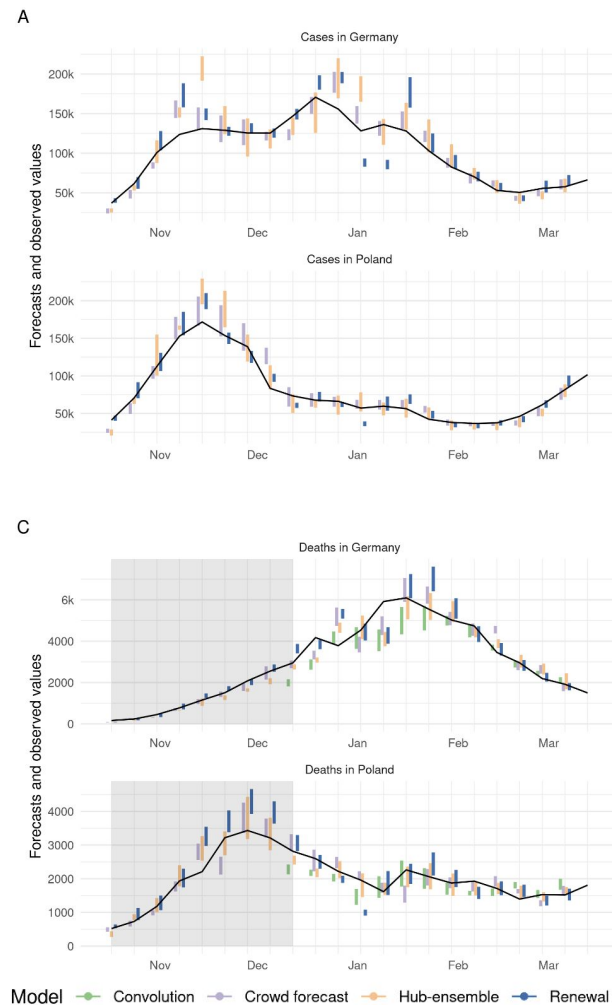 A
Cases in Germany
200k
150k
100k
50k
Nov Dec Jan Feb Mar
Cases in Poland
200k
150k
100k
50k
Nov Dec Jan Feb Mar
Forecasts and observed values
C
Deaths in Germany
6k
4000
2000
0
Nov Dec Jan Feb Mar
Deaths in Poland
4000
3000
2000
1000
0
Nov Dec Jan Feb Mar
Forecasts and observed values
Model Convolution Crowd forecast Hub-ensemble Renewal